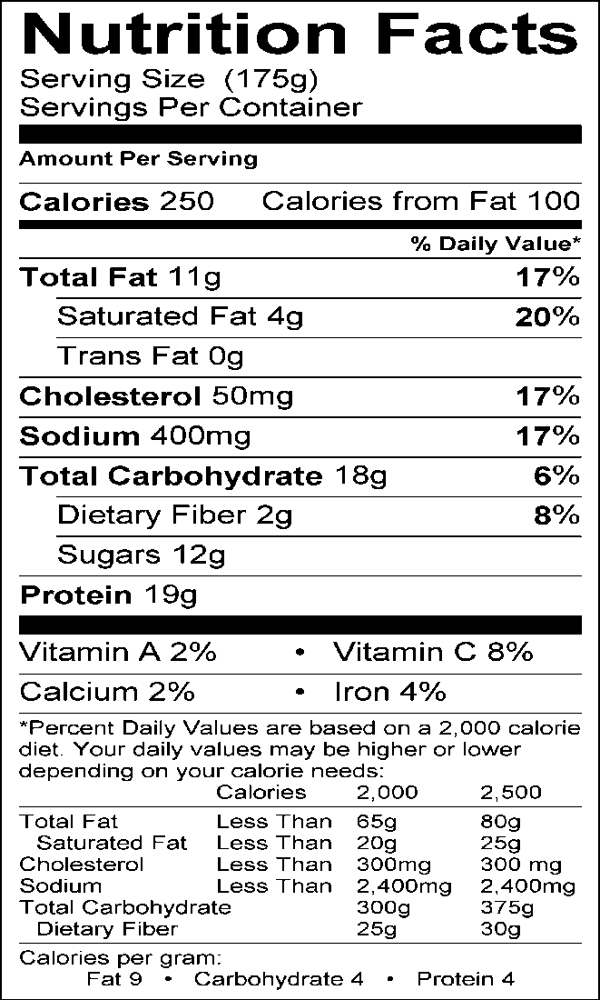 Nutrition Facts
Serving Size (175g)
Servings Per Container
Amount Per Serving
Calories 250 Calories from Fat 100
% Daily Value*
Total Fat 11g 17%
Saturated Fat 4g 20%
Trans Fat 0g
Cholesterol 50mg 17%
Sodium 400mg 17%
Total Carbohydrate 18g 6%
Dietary Fiber 2g 8%
Sugars 12g
Protein 19g
Vitamin A 2% • Vitamin C 8%
Calcium 2% • Iron 4%
*Percent Daily Values are based on a 2,000 calorie
diet. Your daily values may be higher or lower
depending on your calorie needs:
Calories 2,000 2,500
Total Fat Less Than 65g 80g
Saturated Fat Less Than 20g 25g
Cholesterol Less Than 300mg 300 mg
Sodium Less Than 2,400mg 2,400mg
Total Carbohydrate 300g 375g
Dietary Fiber 25g 30g
Calories per gram:
Fat 9 • Carbohydrate 4 • Protein 4